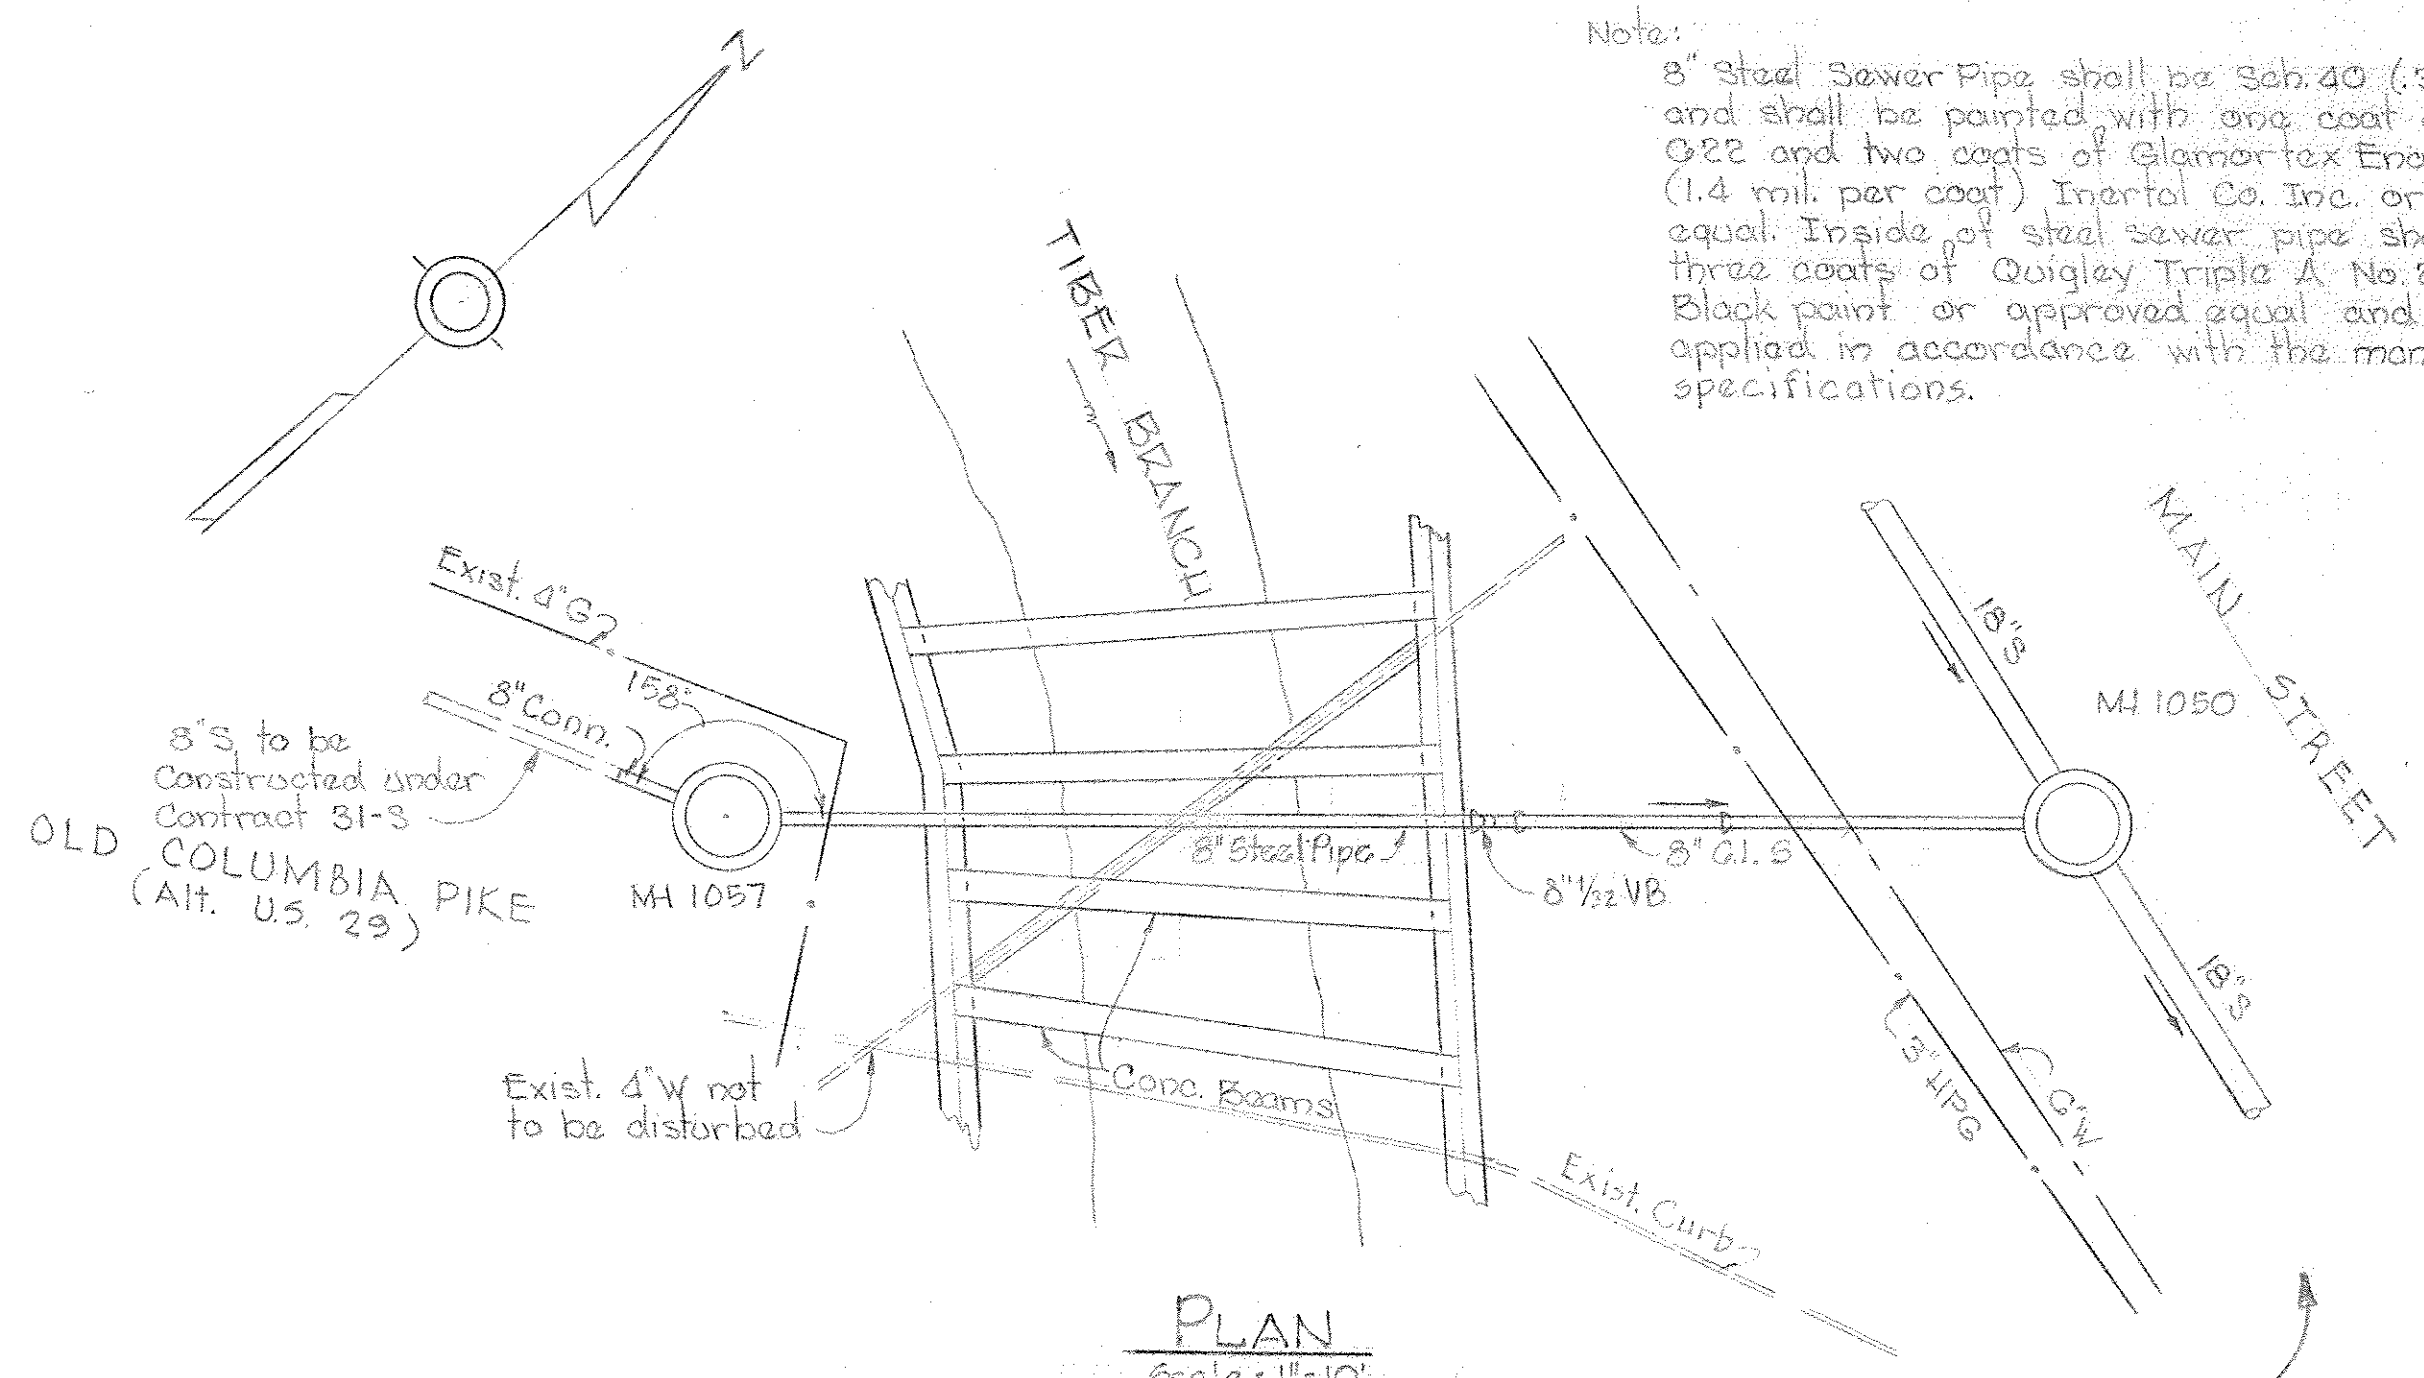 N
Note:
8" Steel Sewer Pipe shall be Sch. 40
and shall be painted with one coat
G22 and two coats of Glamortex
(1.4 mil. per coat) Inertol Co. Inc. or
equal. Inside of steel sewer pipe
three coats of Quigley Triple A No.
Black paint or approved equal and
applied in accordance with the
specifications.
TIBER BRANCH
MAIN STREET
Exist. 4"G
158°
8" Conn.
8"S. to be
Constructed under
Contract 31-S
OLD COLUMBIA PIKE
(Alt. U.S. 29)
MH 1057
18"S
MH 1050
8" Steel Pipe
8" C.I. S
8" 1/32 VB
18"S
Exist. 4"W not
to be disturbed
Conc. Beams
3" HPG
6"W
Exist. Curb
PLAN
Scale: 1"=10'